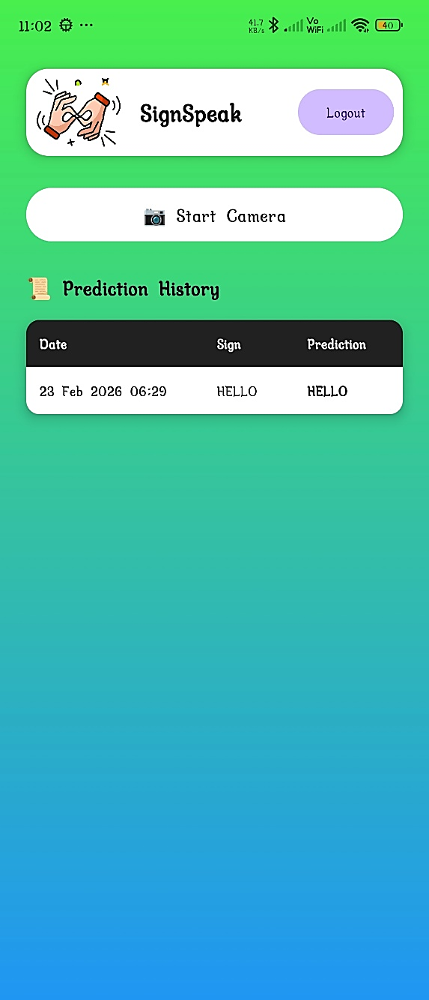 11:02 ... 41.7 KB/s Vo WiFi 40
SignSpeak Logout
Start Camera
Prediction History
Date Sign Prediction
23 Feb 2026 06:29 HELLO HELLO